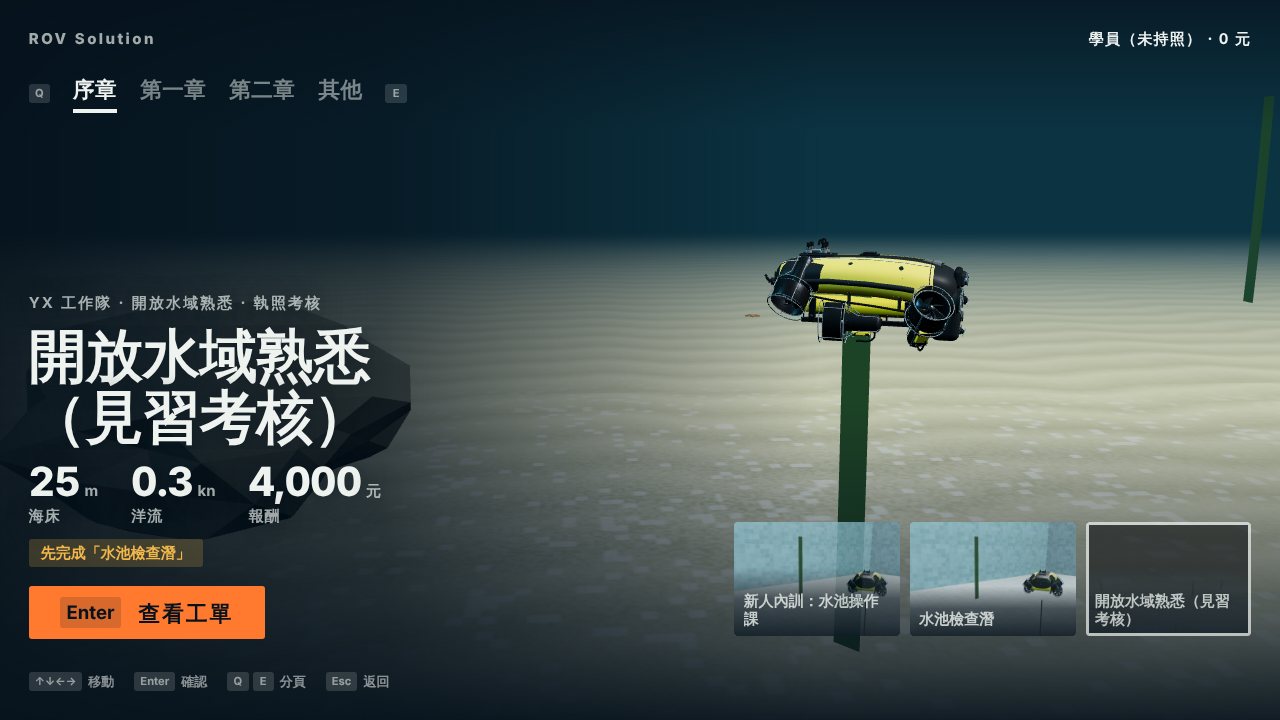 ROV Solution
學員（未持照） · 0 元
Q 序章 第一章 第二章 其他 E
YX 工作隊 · 開放水域熟悉 · 執照考核
開放水域熟悉
（見習考核）
25 m 0.3 kn 4,000 元
海床 洋流 報酬
先完成「水池檢查潛」
Enter 查看工單
新人內訓：水池操作
課
水池檢查潛
開放水域熟悉（見習
考核）
↑↓←→ 移動 Enter 確認 Q E 分頁 Esc 返回